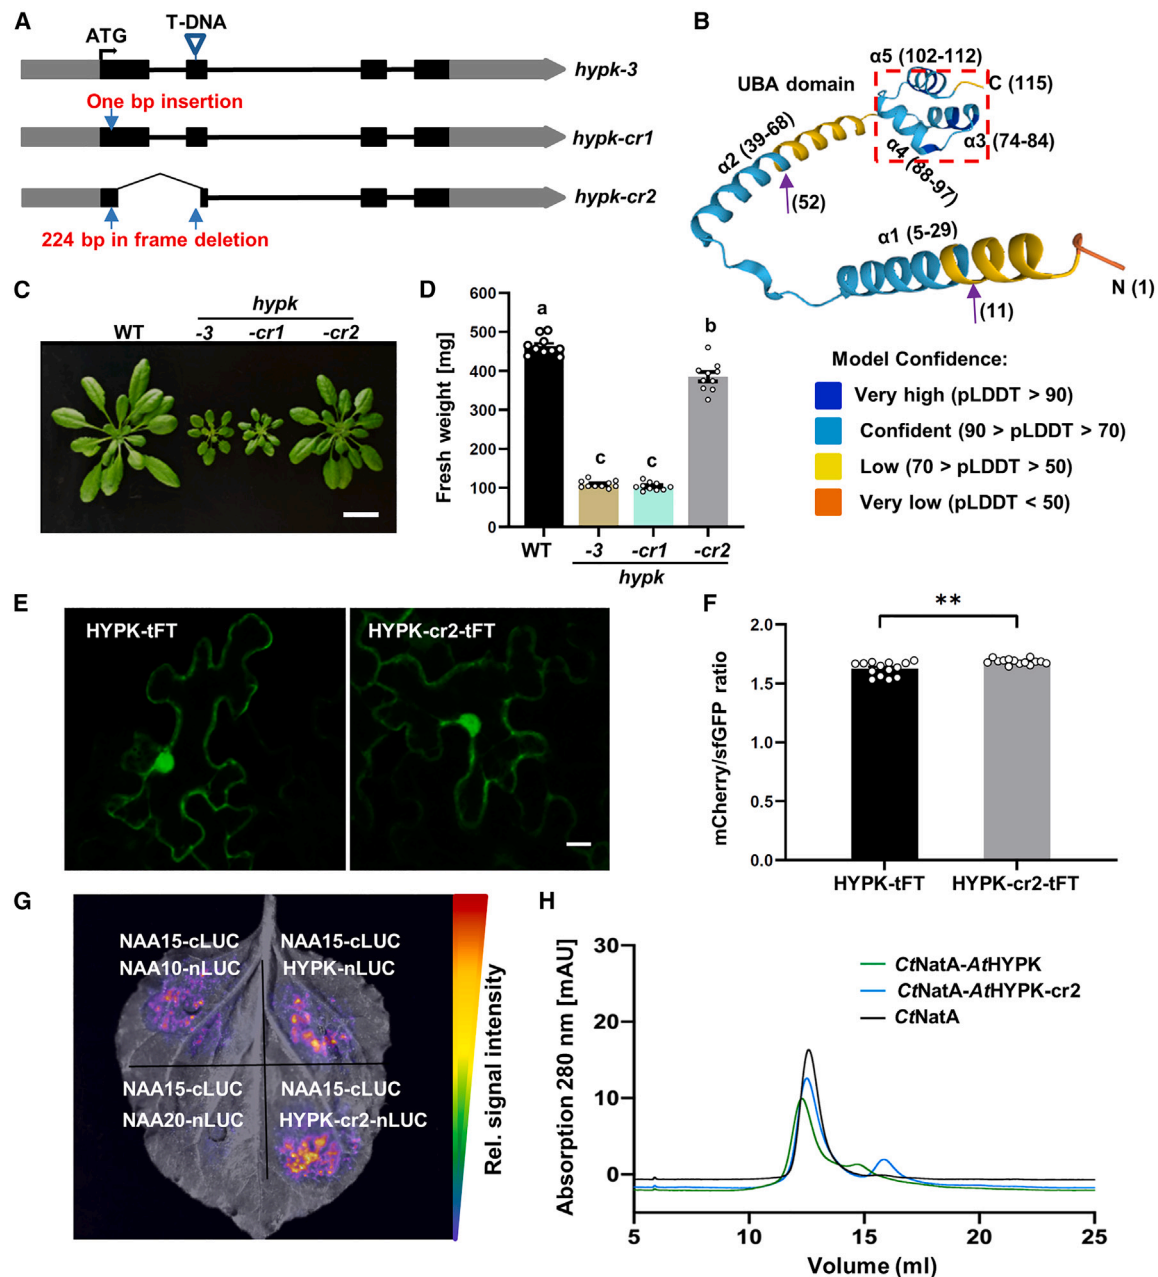 A
ATG
T-DNA
hypk-3
One bp insertion
hypk-cr1
hypk-cr2
224 bp in frame deletion
B
α5 (102-112)
UBA domain
C (115)
α2 (39-68)
α3 (74-84)
α4 (88-97)
(52)
α1 (5-29)
N (1)
(11)
Model Confidence:
Very high (pLDDT > 90)
Confident (90 > pLDDT > 70)
Low (70 > pLDDT > 50)
Very low (pLDDT < 50)
C
hypk
WT -3 -cr1 -cr2
D
Fresh weight [mg]
600
500
400
300
200
100
0
a
c
c
b
WT -3 -cr1 -cr2
hypk
E
HYPK-tFT
HYPK-cr2-tFT
F
**
mCherry/sfGFP ratio
2.0
1.5
1.0
0.5
0.0
HYPK-tFT HYPK-cr2-tFT
G
NAA15-cLUC
NAA10-nLUC
NAA15-cLUC
HYPK-nLUC
NAA15-cLUC
NAA20-nLUC
NAA15-cLUC
HYPK-cr2-nLUC
Rel. signal intensity
H
Absorption 280 nm [mAU]
30
20
10
0
CtNatA-AtHYPK
CtNatA-AtHYPK-cr2
CtNatA
5 10 15 20 25
Volume (ml)